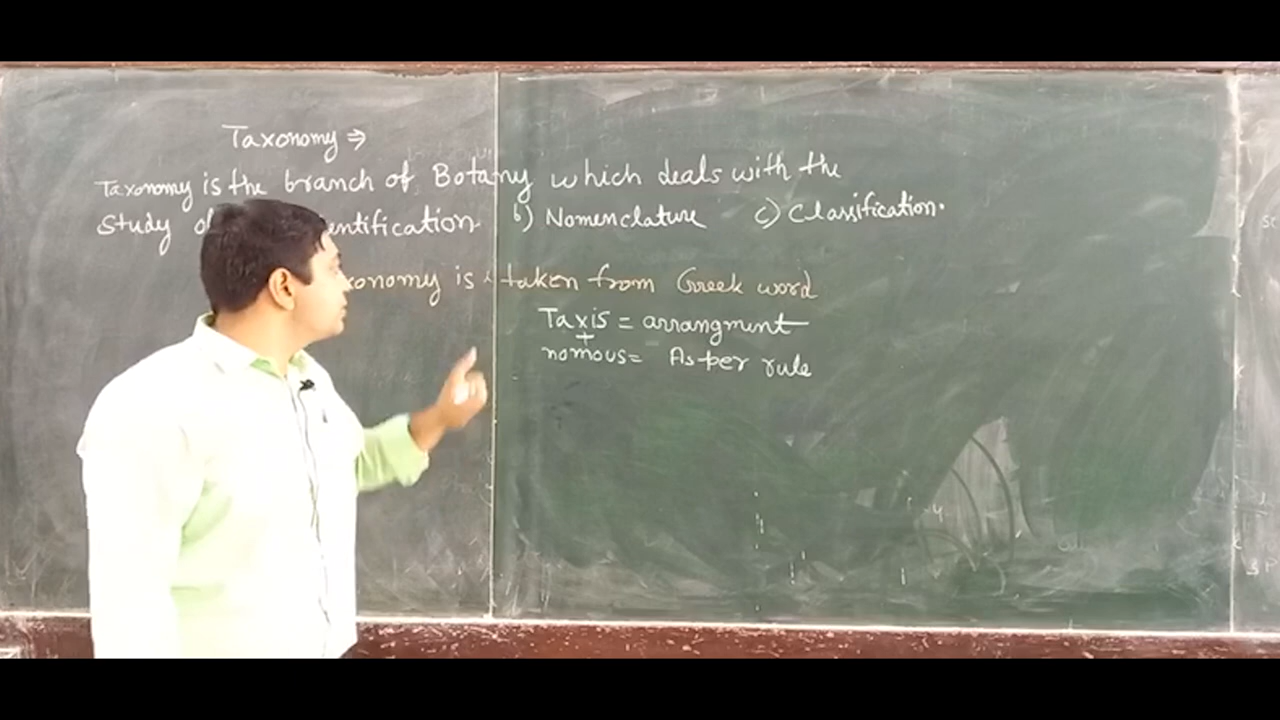 Taxonomy ⇒
Taxonomy is the branch of Botany which deals with the
Study entification b) Nomenclature c) Classification.
xonomy is taken from Greek word
Taxis = arrangment
+
nomous = As per rule